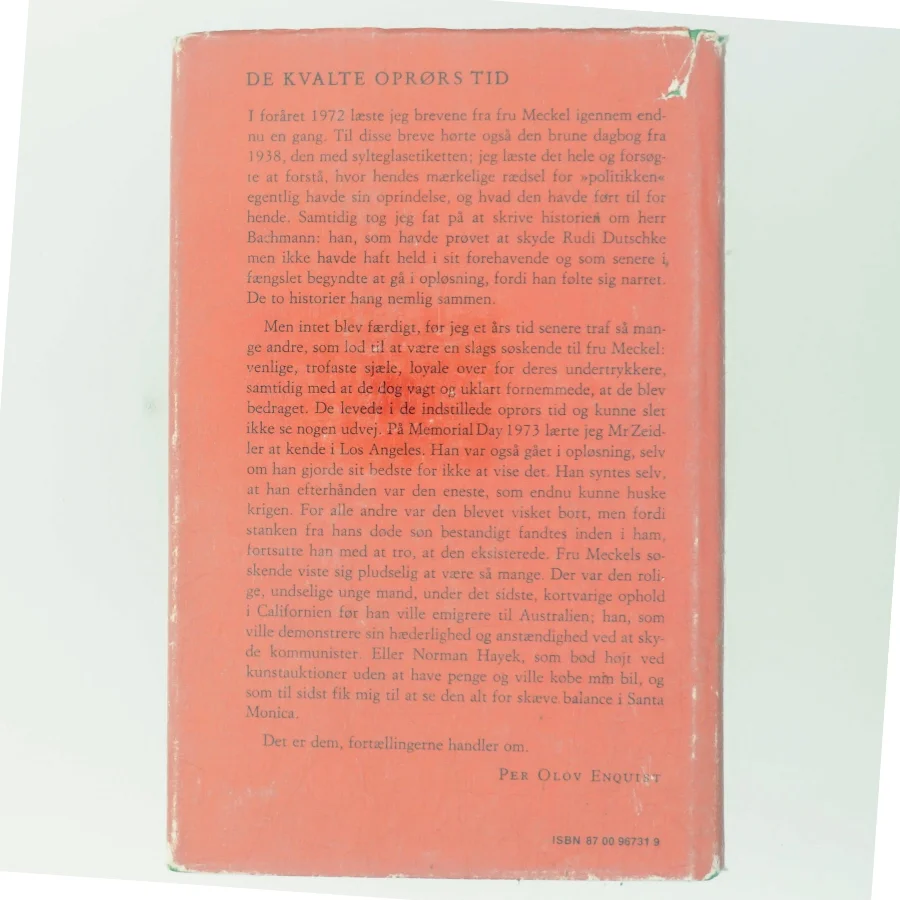 DE KVALTE OPRØRS TID
I foråret 1972 læste jeg brevene fra fru Meckel igennem end-
nu en gang. Til disse breve hørte også den brune dagbog fra
1938, den med sylteglasetiketten; jeg læste det hele og forsøg-
te at forstå, hvor hendes mærkelige rædsel for »politikken«
egentlig havde sin oprindelse, og hvad den havde ført til for
hende. Samtidig tog jeg fat på at skrive historien om herr
Bachmann: han, som havde prøvet at skyde Rudi Dutschke
men ikke havde haft held i sit forehavende og som senere i
fængslet begyndte at gå i opløsning, fordi han følte sig narret.
De to historier hang nemlig sammen.
Men intet blev færdigt, før jeg et års tid senere traf så man-
ge andre, som lod til at være en slags søskende til fru Meckel:
venlige, trofaste sjæle, loyale over for deres undertrykkere,
samtidig med at de dog vagt og uklart fornemmede, at de blev
bedraget. De levede i de indstillede oprørs tid og kunne slet
ikke se nogen udvej. På Memorial Day 1973 lærte jeg Mr Zeid-
ler at kende i Los Angeles. Han var også gået i opløsning, selv
om han gjorde sit bedste for ikke at vise det. Han syntes selv,
at han efterhånden var den eneste, som endnu kunne huske
krigen. For alle andre var den blevet visket bort, men fordi
stanken fra hans døde søn bestandigt fandtes inden i ham,
fortsatte han med at tro, at den eksisterede. Fru Meckels sø-
skende viste sig pludselig at være så mange. Der var den roli-
ge, undselige unge mand, under det sidste, kortvarige ophold
i Californien før han ville emigrere til Australien; han, som
ville demonstrere sin hæderlighed og anstændighed ved at sky-
de kommunister. Eller Norman Hayek, som bød højt ved
kunstauktioner uden at have penge og ville købe min bil, og
som til sidst fik mig til at se den alt for skæve balance i Santa
Monica.
Det er dem, fortællingerne handler om.
PER OLOV ENQUIST
ISBN 87 00 96731 9